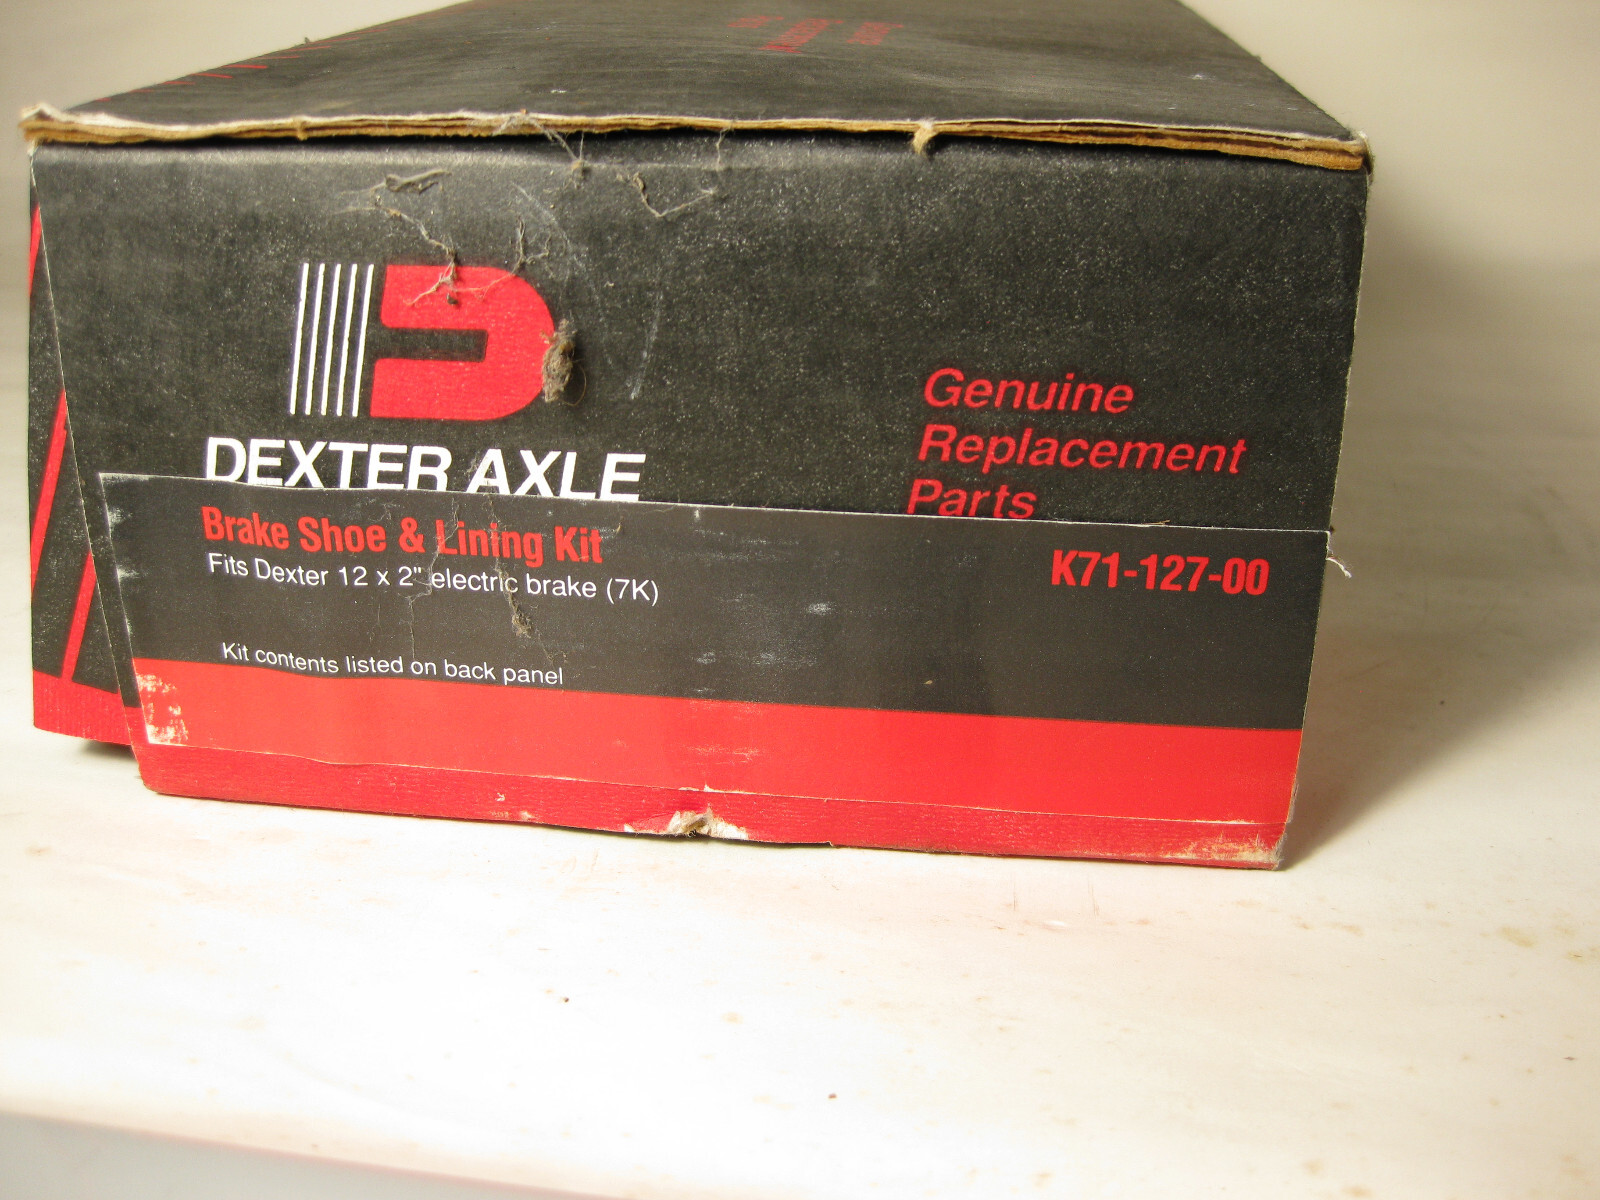 DEXTER AXLE
Genuine
Replacement
Parts
Brake Shoe & Lining Kit
Fits Dexter 12 x 2" electric brake (7K)
K71-127-00
Kit contents listed on back panel